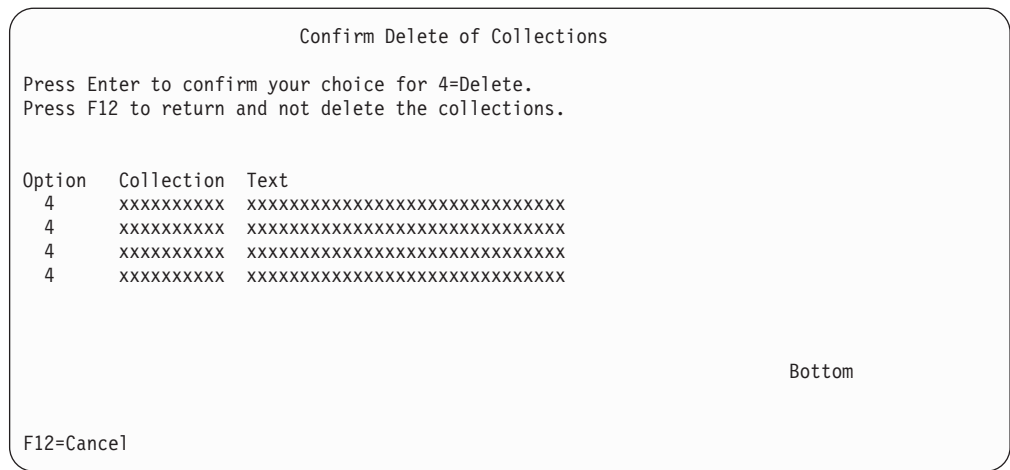 Confirm Delete of Collections
Press Enter to confirm your choice for 4=Delete.
Press F12 to return and not delete the collections.
Option Collection Text
4 xxxxxxxxxx xxxxxxxxxxxxxxxxxxxxxxxxxxxxxx
4 xxxxxxxxxx xxxxxxxxxxxxxxxxxxxxxxxxxxxxxx
4 xxxxxxxxxx xxxxxxxxxxxxxxxxxxxxxxxxxxxxxx
4 xxxxxxxxxx xxxxxxxxxxxxxxxxxxxxxxxxxxxxxx
Bottom
F12=Cancel